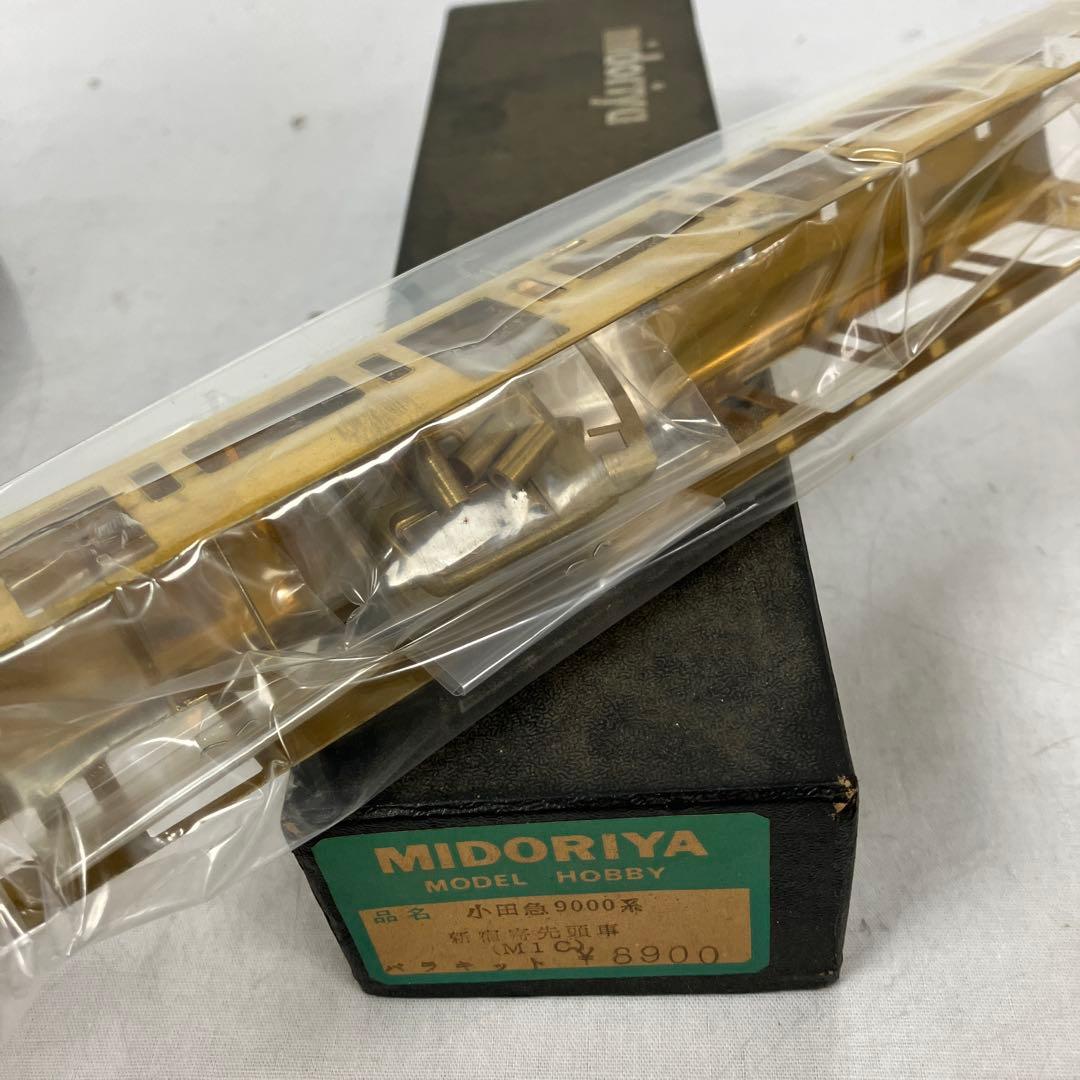 midoriya
MIDORIYA
MODEL HOBBY
品名 小田急9000系
新宿寄先頭車
(M1C)
バラキット ¥8900